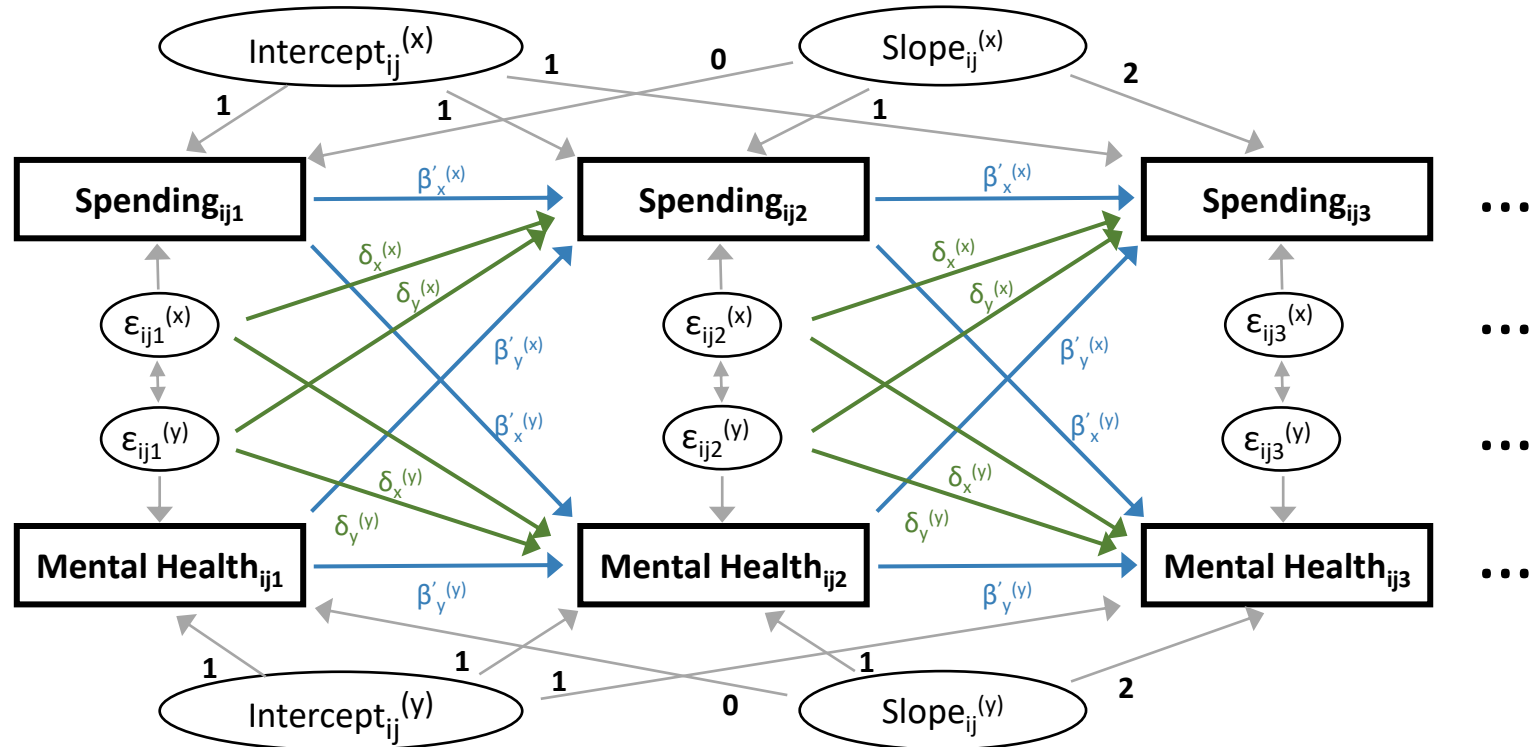 Intercept_ij^(x)
Slope_ij^(x)
1 1 1 0 1 2
Spending_ij1 β′_x^(x) Spending_ij2 β′_x^(x) Spending_ij3 ...
δ_x^(x) δ_x^(x)
δ_y^(x) δ_y^(x)
ε_ij1^(x) ε_ij2^(x) ε_ij3^(x) ...
β′_y^(x) β′_y^(x)
β′_x^(y) β′_x^(y)
ε_ij1^(y) ε_ij2^(y) ε_ij3^(y) ...
δ_x^(y) δ_x^(y)
δ_y^(y) δ_y^(y)
Mental Health_ij1 Mental Health_ij2 Mental Health_ij3 ...
β′_y^(y) β′_y^(y)
1 1 1 0 1 2
Intercept_ij^(y)
Slope_ij^(y)